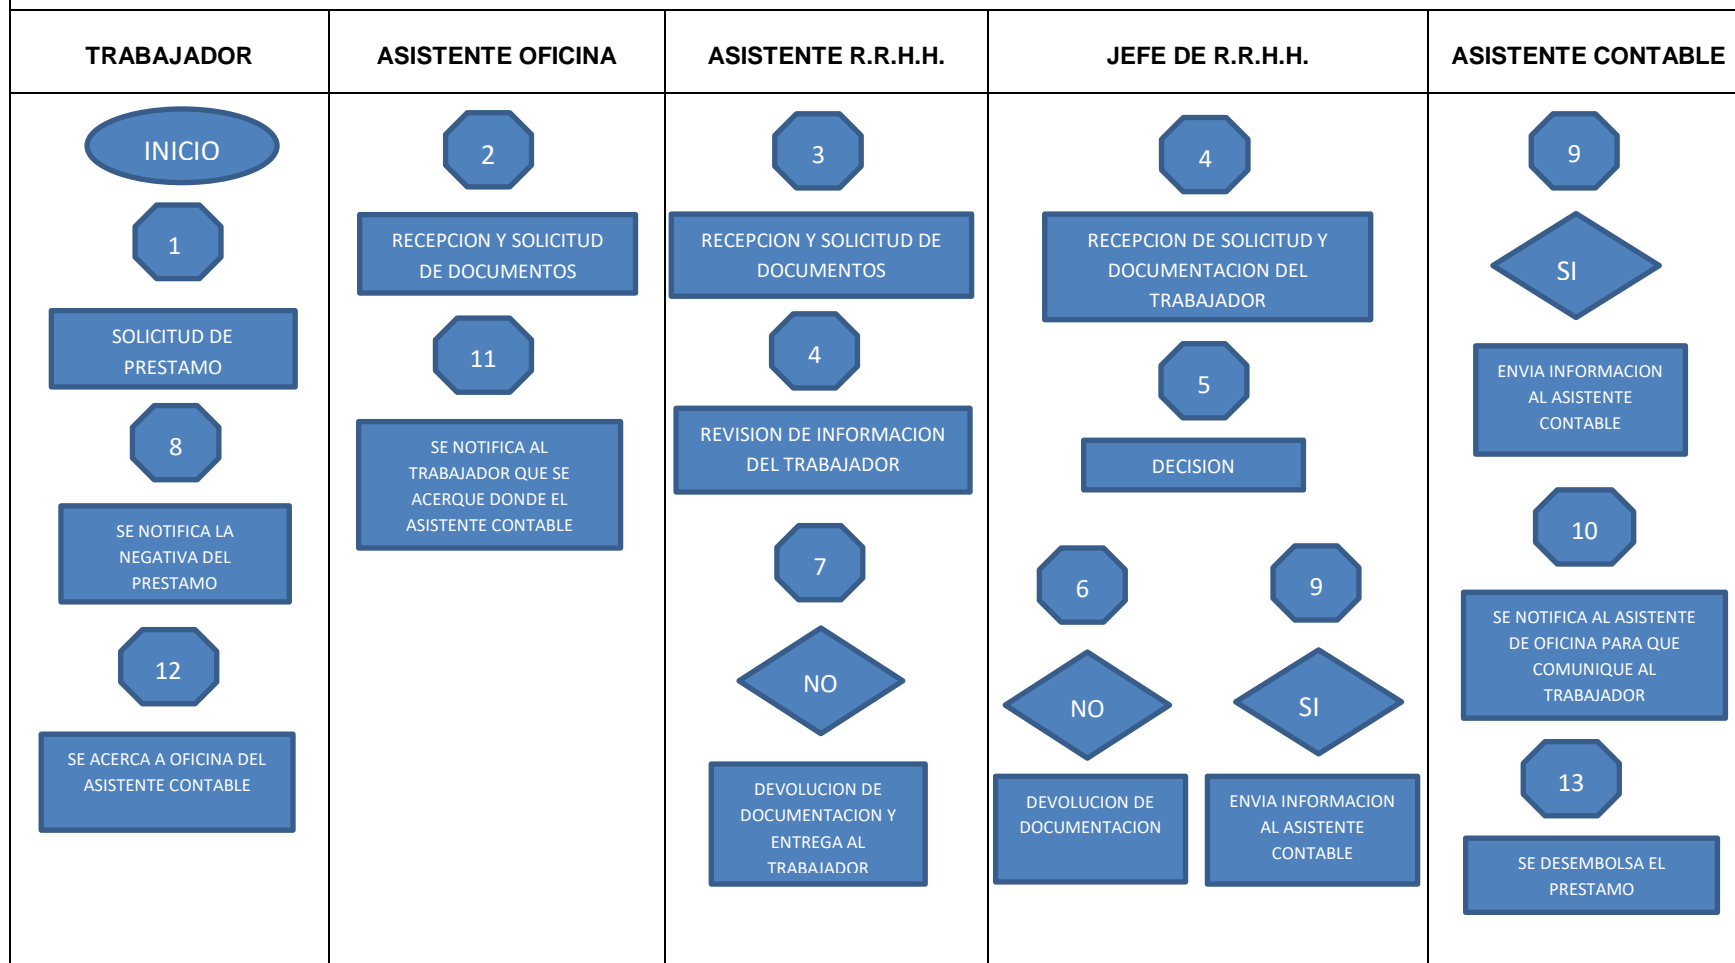 TRABAJADOR
ASISTENTE OFICINA
ASISTENTE R.R.H.H.
JEFE DE R.R.H.H.
ASISTENTE CONTABLE
INICIO
1
SOLICITUD DE
PRESTAMO
8
SE NOTIFICA LA
NEGATIVA DEL
PRESTAMO
12
SE ACERCA A OFICINA DEL
ASISTENTE CONTABLE
2
RECEPCION Y SOLICITUD
DE DOCUMENTOS
11
SE NOTIFICA AL
TRABAJADOR QUE SE
ACERQUE DONDE EL
ASISTENTE CONTABLE
3
RECEPCION Y SOLICITUD DE
DOCUMENTOS
4
REVISION DE INFORMACION
DEL TRABAJADOR
7
NO
DEVOLUCION DE
DOCUMENTACION Y
ENTREGA AL
TRABAJADOR
4
RECEPCION DE SOLICITUD Y
DOCUMENTACION DEL
TRABAJADOR
5
DECISION
6
NO
DEVOLUCION DE
DOCUMENTACION
9
SI
ENVIA INFORMACION
AL ASISTENTE
CONTABLE
9
SI
ENVIA INFORMACION
AL ASISTENTE
CONTABLE
10
SE NOTIFICA AL ASISTENTE
DE OFICINA PARA QUE
COMUNIQUE AL
TRABAJADOR
13
SE DESEMBOLSA EL
PRESTAMO